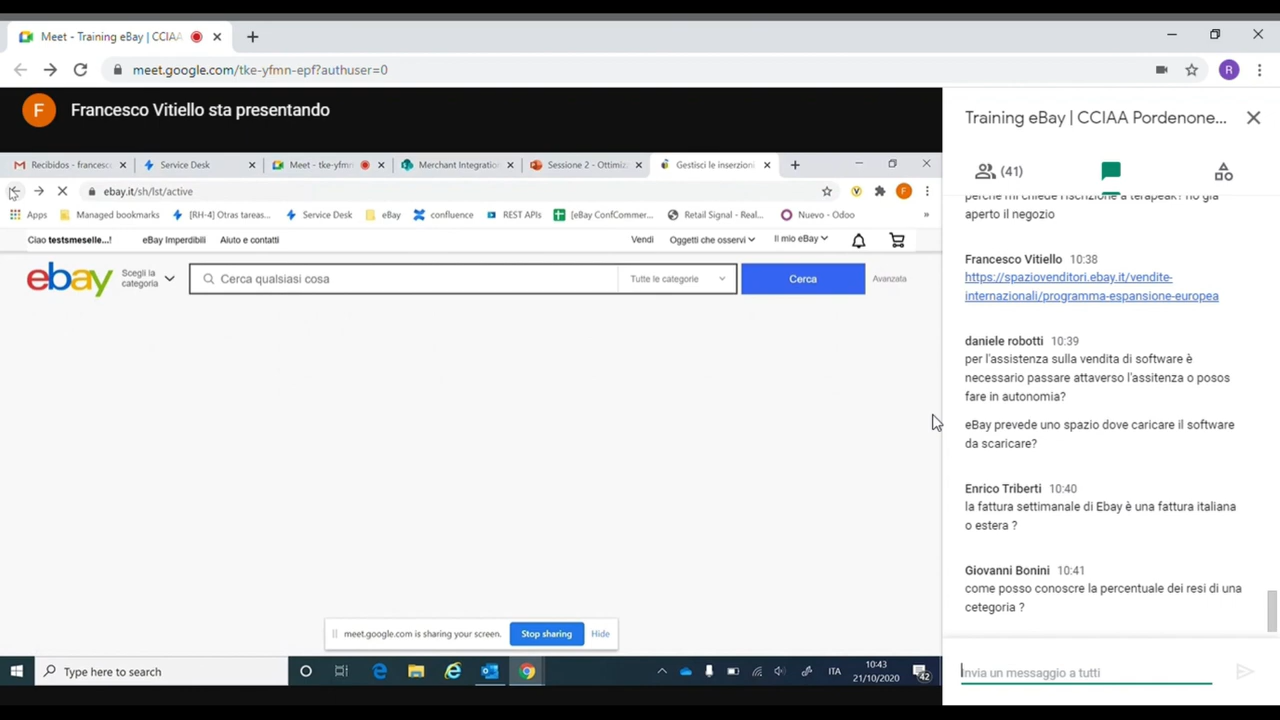 Meet - Training eBay | CCIAA
meet.google.com/tke-yfmn-epf?authuser=0
R
F
Francesco Vitiello sta presentando
Recibidos - francesc
Service Desk
Meet - tke-yfmn
Merchant Integration
Sessione 2 - Ottimiz
Gestisci le inserzioni
ebay.it/sh/lst/active
F
Apps
Managed bookmarks
[RH-4] Otras tareas...
Service Desk
eBay
confluence
REST APIs
[eBay ConfCommer...
Retail Signal - Real...
Nuevo - Odoo
»
Ciao testsmeselle...!
eBay Imperdibili
Aiuto e contatti
Vendi
Oggetti che osservi
Il mio eBay
ebay
Scegli la
categoria
Cerca qualsiasi cosa
Tutte le categorie
Cerca
Avanzata
meet.google.com is sharing your screen.
Stop sharing
Hide
Type here to search
ITA
10:43
21/10/2020
42
Training eBay | CCIAA Pordenone...
(41)
perché mi chiede l'iscrizione a terapeak? ho già
aperto il negozio
Francesco Vitiello 10:38
https://spaziovenditori.ebay.it/vendite-
internazionali/programma-espansione-europea
daniele robotti 10:39
per l'assistenza sulla vendita di software è
necessario passare attaverso l'assitenza o posos
fare in autonomia?
eBay prevede uno spazio dove caricare il software
da scaricare?
Enrico Triberti 10:40
la fattura settimanale di Ebay è una fattura italiana
o estera ?
Giovanni Bonini 10:41
come posso conoscre la percentuale dei resi di una
cetegoria ?
Invia un messaggio a tutti